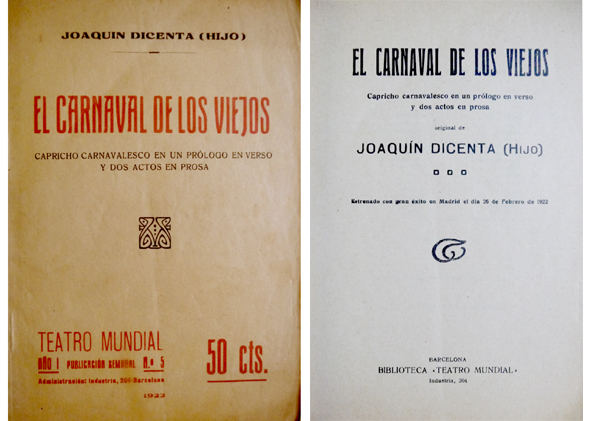 JOAQUIN DICENTA (HIJO)
EL CARNAVAL DE LOS VIEJOS
CAPRICHO CARNAVALESCO EN UN PRÓLOGO EN VERSO
Y DOS ACTOS EN PROSA
TEATRO MUNDIAL
AÑO I PUBLICACIÓN SEMANAL N.º 5
50 cts.
Administración: Industria, 204-Barcelona
1922
EL CARNAVAL DE LOS VIEJOS
Capricho carnavalesco en un prólogo en verso
y dos actos en prosa
original de
JOAQUÍN DICENTA (HIJO)
Estrenado con gran éxito en Madrid el día 26 de Febrero de 1922
BARCELONA
BIBLIOTECA «TEATRO MUNDIAL»
Industria, 204